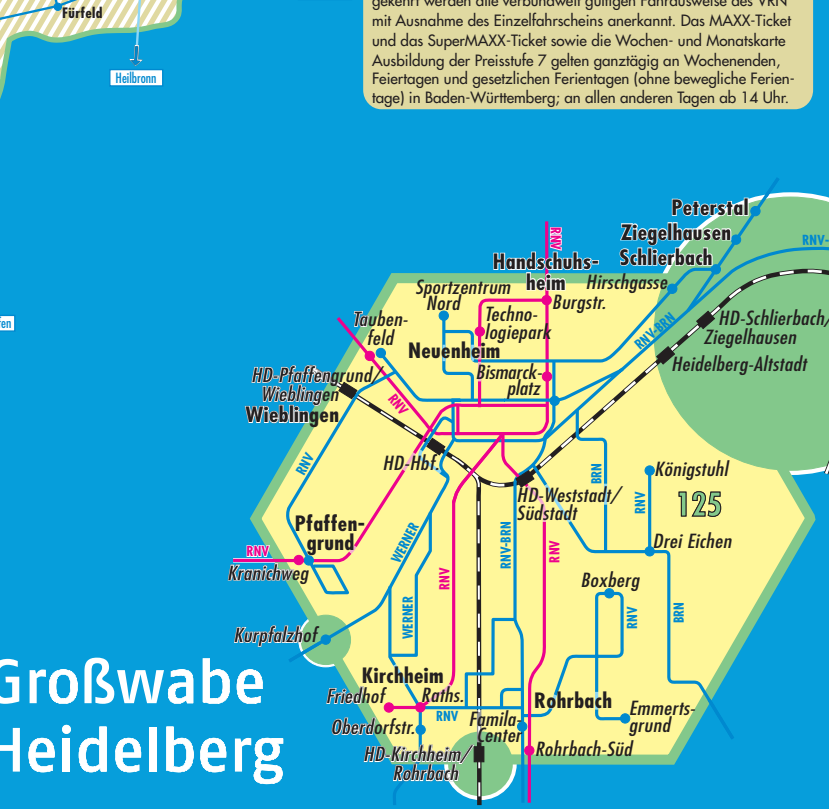 Fürfeld
Heilbronn
gekehrt werden alle verbundweit gültigen Fahrausweise des VRN
mit Ausnahme des Einzelfahrscheins anerkannt. Das MAXX-Ticket
und das SuperMAXX-Ticket sowie die Wochen- und Monatskarte
Ausbildung der Preisstufe 7 gelten ganztägig an Wochenenden,
Feiertagen und gesetzlichen Ferientagen (ohne bewegliche Ferien-
tage) in Baden-Württemberg; an allen anderen Tagen ab 14 Uhr.
Peterstal
Ziegelhausen
Schlierbach
RNV-
RNV
Handschuhs-
heim
Hirschgasse
Sportzentrum
Nord
Burgstr.
Techno-
logiepark
Tauben-
feld
Neuenheim
RNV-BRN
HD-Schlierbach/
Ziegelhausen
Heidelberg-Altstadt
Bismarck-
platz
HD-Pfaffengrund/
Wieblingen
Wieblingen
RNV
RNV
HD-Hbf.
BRN
RNV
Königstuhl
HD-Weststadt/
Südstadt
125
Pfaffen-
grund
WERNER
RNV-BRN
RNV
Drei Eichen
RNV
Kranichweg
RNV
Boxberg
WERNER
RNV
BRN
Kurpfalzhof
Großwabe
Heidelberg
Kirchheim
Friedhof
Raths.
RNV
Rohrbach
Emmerts-
grund
Oberdorfstr.
Famila-
Center
HD-Kirchheim/
Rohrbach
Rohrbach-Süd